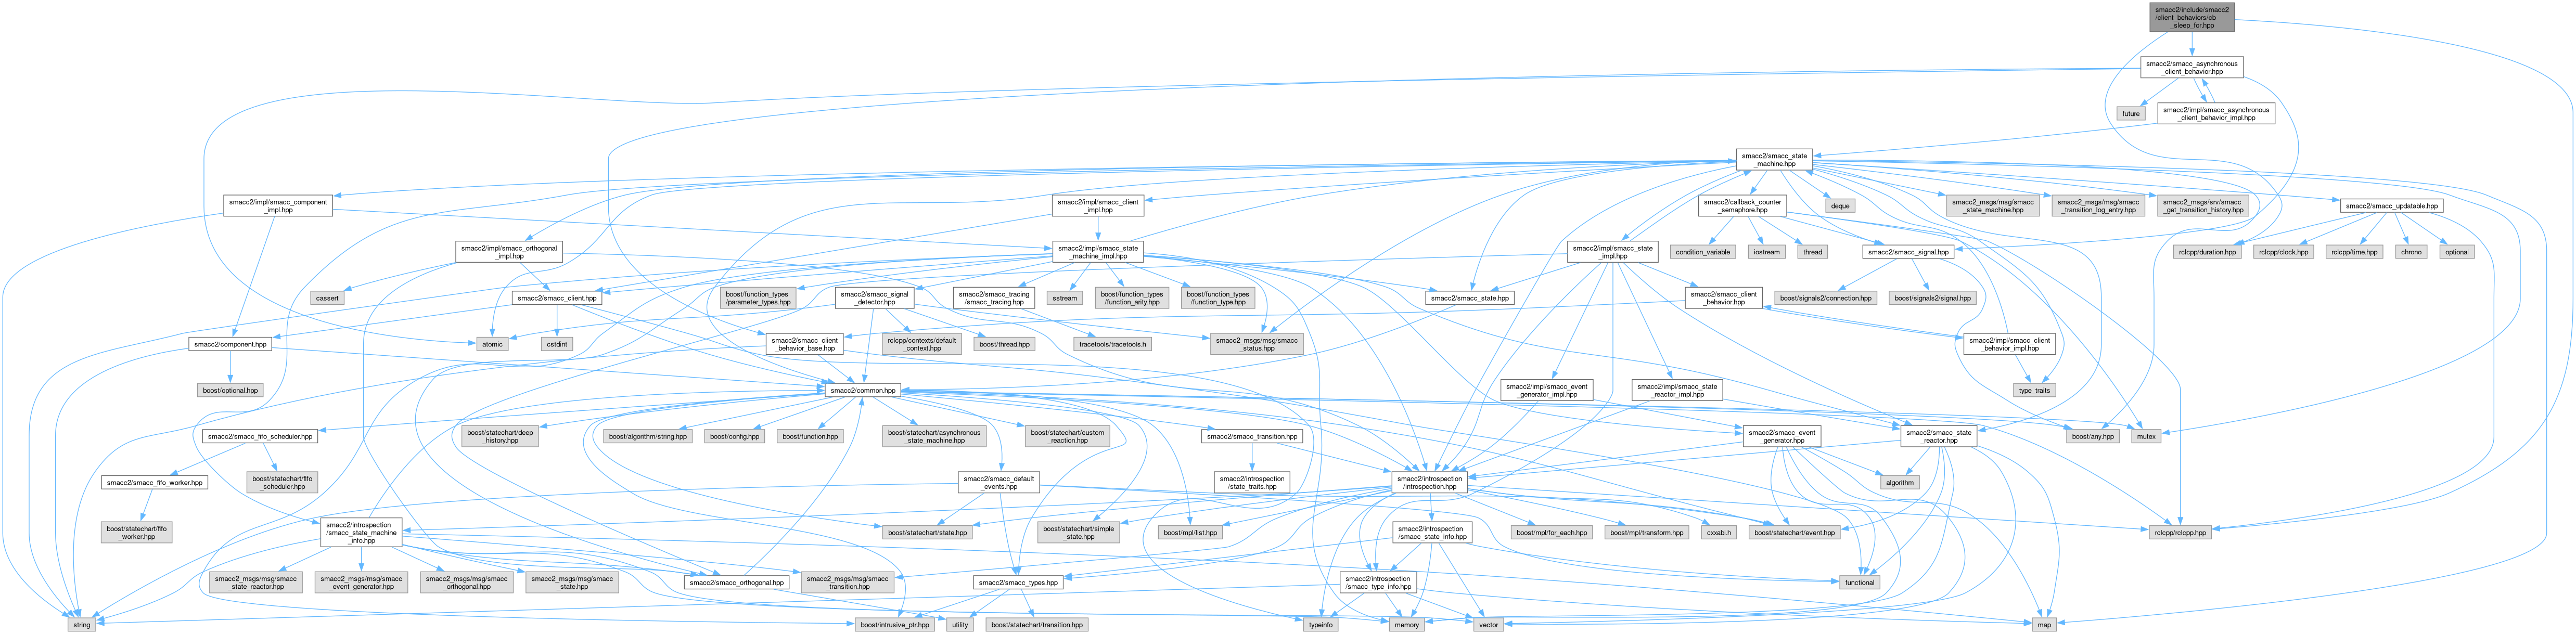 smacc2/include/smacc2
/client_behaviors/cb
_sleep_for.hpp
smacc2/smacc_asynchronous
_client_behavior.hpp
future
smacc2/impl/smacc_asynchronous
_client_behavior_impl.hpp
smacc2/smacc_state
_machine.hpp
smacc2/impl/smacc_component
_impl.hpp
smacc2/impl/smacc_client
_impl.hpp
smacc2/callback_counter
_semaphore.hpp
deque
smacc2_msgs/msg/smacc
_state_machine.hpp
smacc2_msgs/msg/smacc
_transition_log_entry.hpp
smacc2_msgs/srv/smacc
_get_transition_history.hpp
smacc2/smacc_updatable.hpp
smacc2/impl/smacc_orthogonal
_impl.hpp
smacc2/impl/smacc_state
_machine_impl.hpp
smacc2/impl/smacc_state
_impl.hpp
condition_variable
iostream
thread
smacc2/smacc_signal.hpp
rclcpp/duration.hpp
rclcpp/clock.hpp
rclcpp/time.hpp
chrono
optional
cassert
smacc2/smacc_client.hpp
boost/function_types
/parameter_types.hpp
smacc2/smacc_signal
_detector.hpp
smacc2/smacc_tracing
/smacc_tracing.hpp
sstream
boost/function_types
/function_arity.hpp
boost/function_types
/function_type.hpp
smacc2/smacc_state.hpp
smacc2/smacc_client
_behavior.hpp
boost/signals2/connection.hpp
boost/signals2/signal.hpp
smacc2/component.hpp
atomic
cstdint
smacc2/smacc_client
_behavior_base.hpp
rclcpp/contexts/default
_context.hpp
boost/thread.hpp
tracetools/tracetools.h
smacc2_msgs/msg/smacc
_status.hpp
smacc2/impl/smacc_client
_behavior_impl.hpp
boost/optional.hpp
smacc2/common.hpp
smacc2/impl/smacc_event
_generator_impl.hpp
smacc2/impl/smacc_state
_reactor_impl.hpp
type_traits
smacc2/smacc_fifo_scheduler.hpp
boost/statechart/deep
_history.hpp
boost/algorithm/string.hpp
boost/config.hpp
boost/function.hpp
boost/statechart/asynchronous
_state_machine.hpp
boost/statechart/custom
_reaction.hpp
smacc2/smacc_transition.hpp
smacc2/smacc_event
_generator.hpp
smacc2/smacc_state
_reactor.hpp
boost/any.hpp
mutex
smacc2/smacc_fifo_worker.hpp
boost/statechart/fifo
_scheduler.hpp
smacc2/smacc_default
_events.hpp
smacc2/introspection
/state_traits.hpp
smacc2/introspection
/introspection.hpp
algorithm
boost/statechart/fifo
_worker.hpp
smacc2/introspection
/smacc_state_machine
_info.hpp
boost/statechart/state.hpp
boost/statechart/simple
_state.hpp
boost/mpl/list.hpp
smacc2/introspection
/smacc_state_info.hpp
boost/mpl/for_each.hpp
boost/mpl/transform.hpp
cxxabi.h
boost/statechart/event.hpp
rclcpp/rclcpp.hpp
smacc2_msgs/msg/smacc
_state_reactor.hpp
smacc2_msgs/msg/smacc
_event_generator.hpp
smacc2_msgs/msg/smacc
_orthogonal.hpp
smacc2_msgs/msg/smacc
_state.hpp
smacc2/smacc_orthogonal.hpp
smacc2_msgs/msg/smacc
_transition.hpp
smacc2/smacc_types.hpp
smacc2/introspection
/smacc_type_info.hpp
functional
string
boost/intrusive_ptr.hpp
utility
boost/statechart/transition.hpp
typeinfo
memory
vector
map